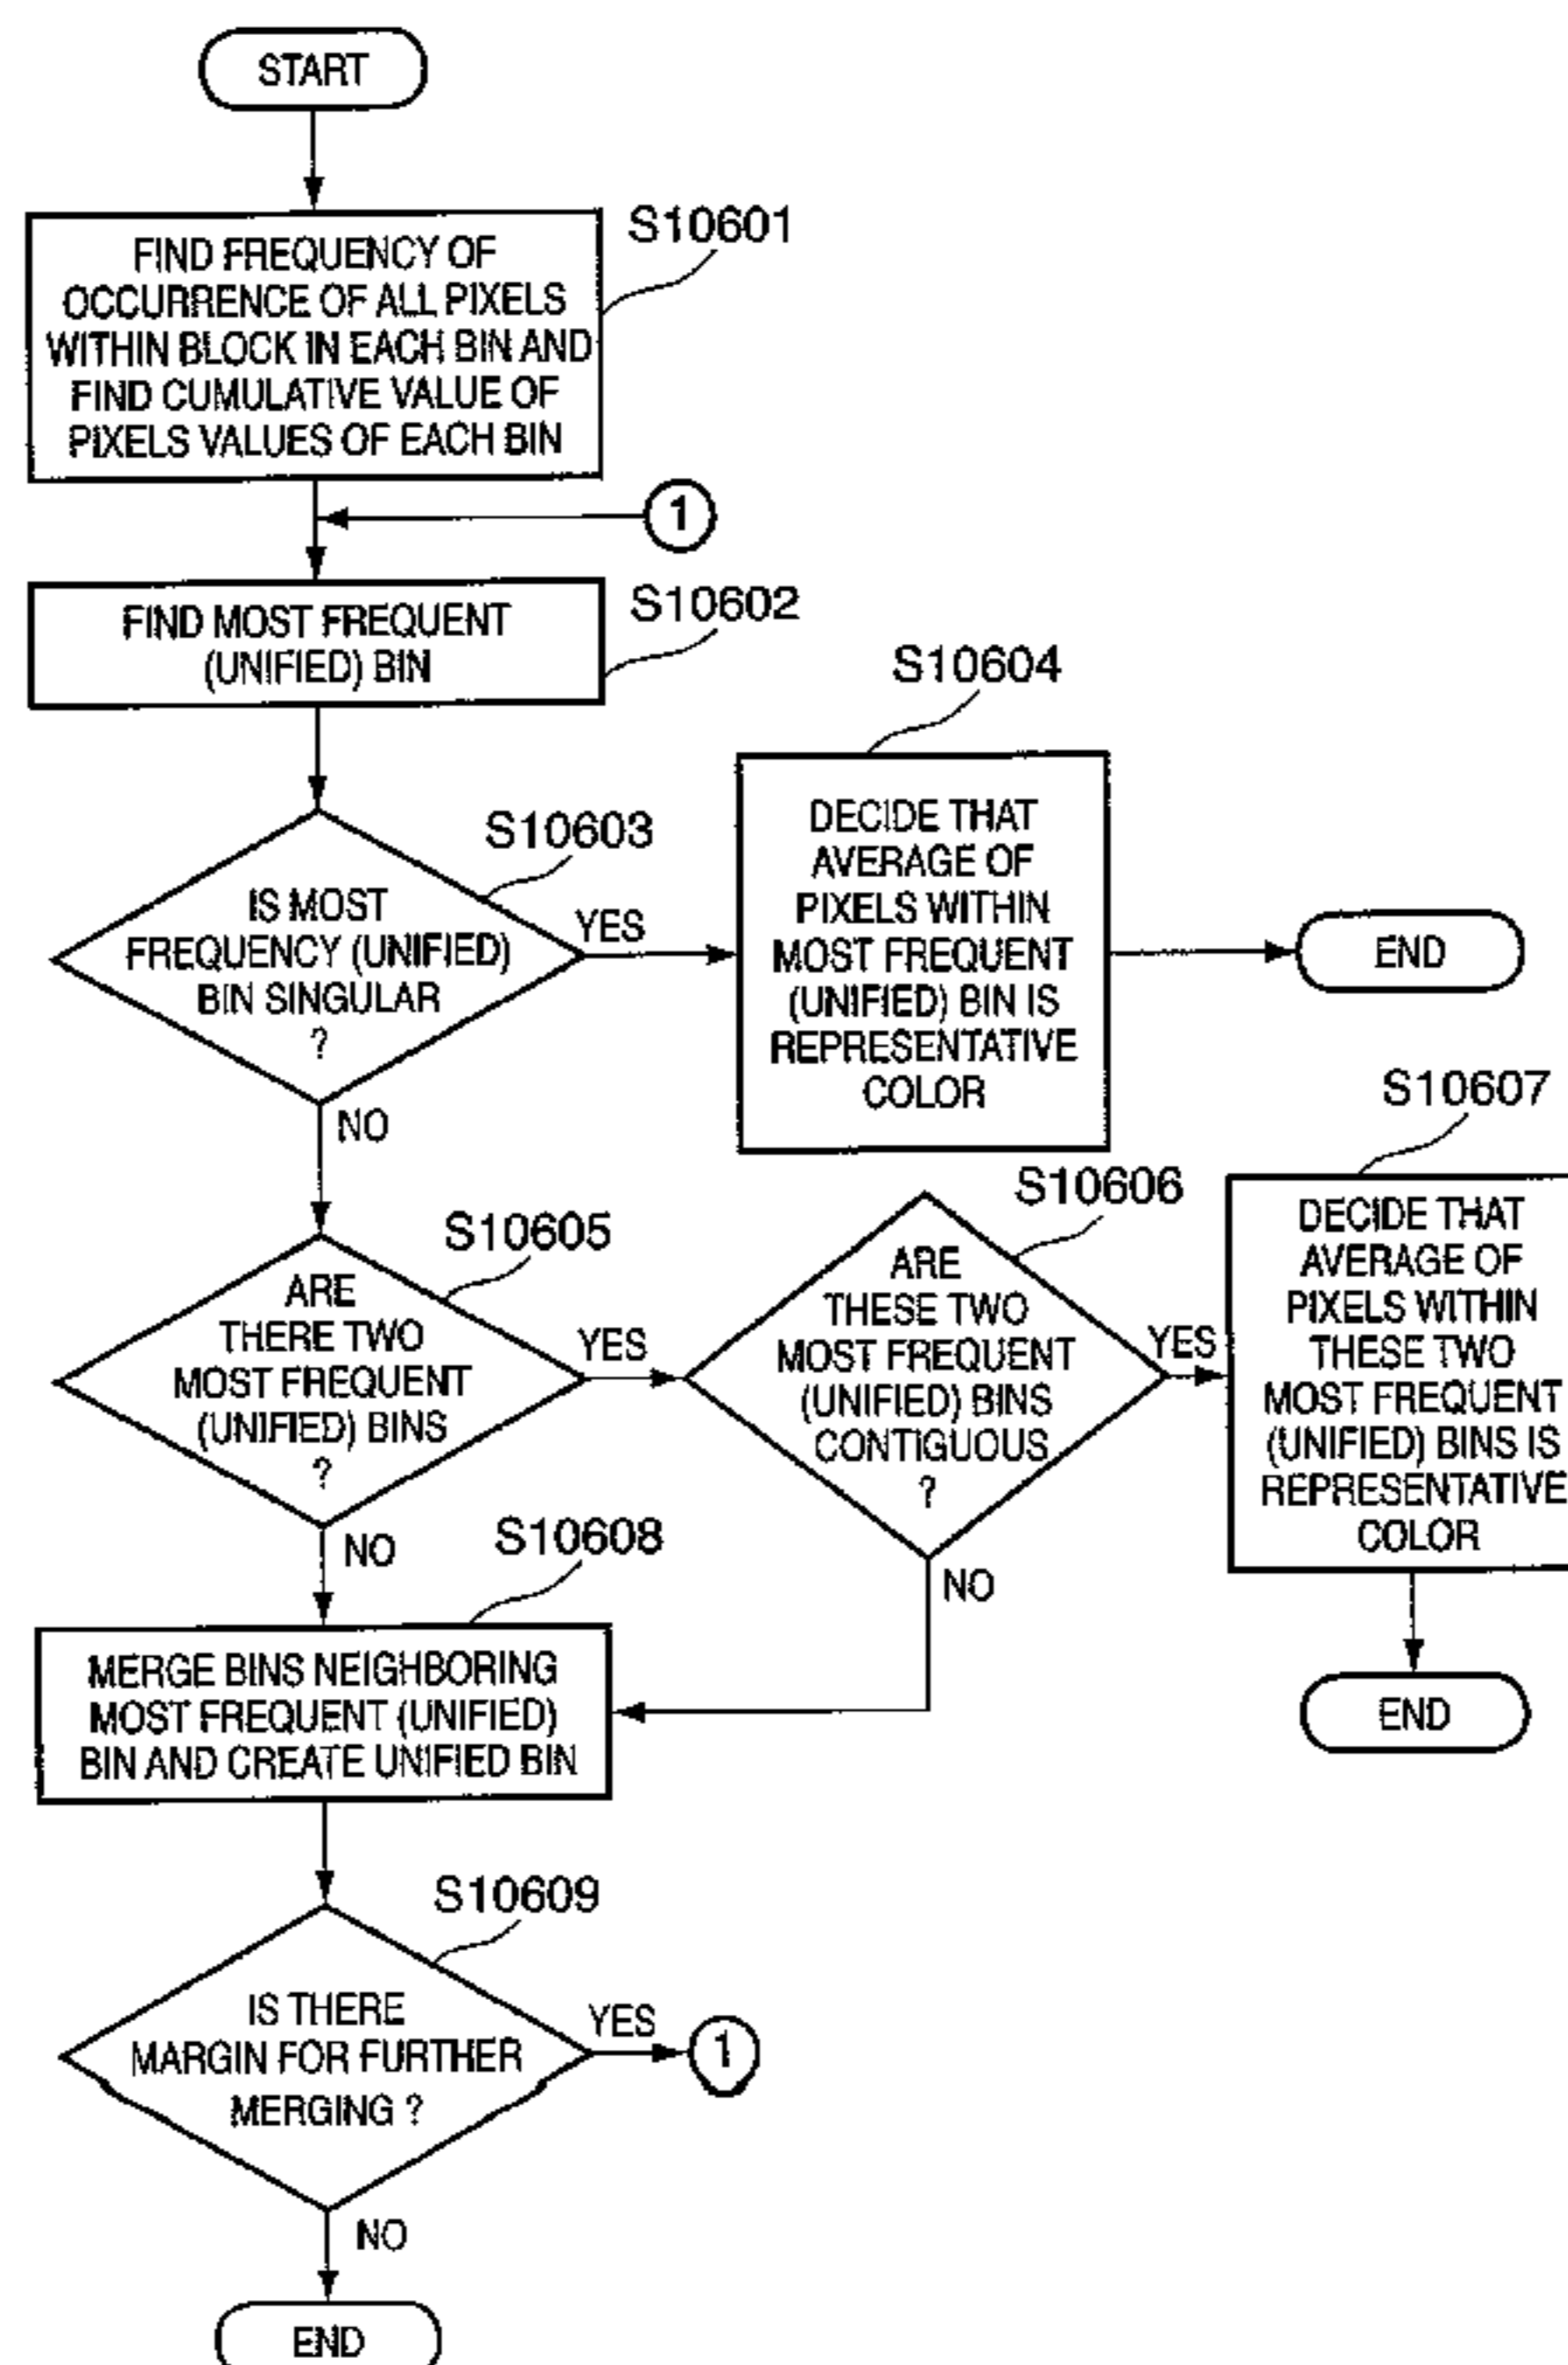 START
S10601
FIND FREQUENCY OF
OCCURRENCE OF ALL PIXELS
WITHIN BLOCK IN EACH BIN AND
FIND CUMULATIVE VALUE OF
PIXELS VALUES OF EACH BIN
1
S10602
FIND MOST FREQUENT
(UNIFIED) BIN
S10603
IS MOST
FREQUENCY (UNIFIED)
BIN SINGULAR
?
YES
NO
S10604
DECIDE THAT
AVERAGE OF
PIXELS WITHIN
MOST FREQUENT
(UNIFIED) BIN IS
REPRESENTATIVE
COLOR
END
S10605
ARE
THERE TWO
MOST FREQUENT
(UNIFIED) BINS
?
YES
NO
S10606
ARE
THESE TWO
MOST FREQUENT
(UNIFIED) BINS
CONTIGUOUS
?
YES
NO
S10607
DECIDE THAT
AVERAGE OF
PIXELS WITHIN
THESE TWO
MOST FREQUENT
(UNIFIED) BINS IS
REPRESENTATIVE
COLOR
END
S10608
MERGE BINS NEIGHBORING
MOST FREQUENT (UNIFIED)
BIN AND CREATE UNIFIED BIN
S10609
IS THERE
MARGIN FOR FURTHER
MERGING ?
YES
1
NO
END